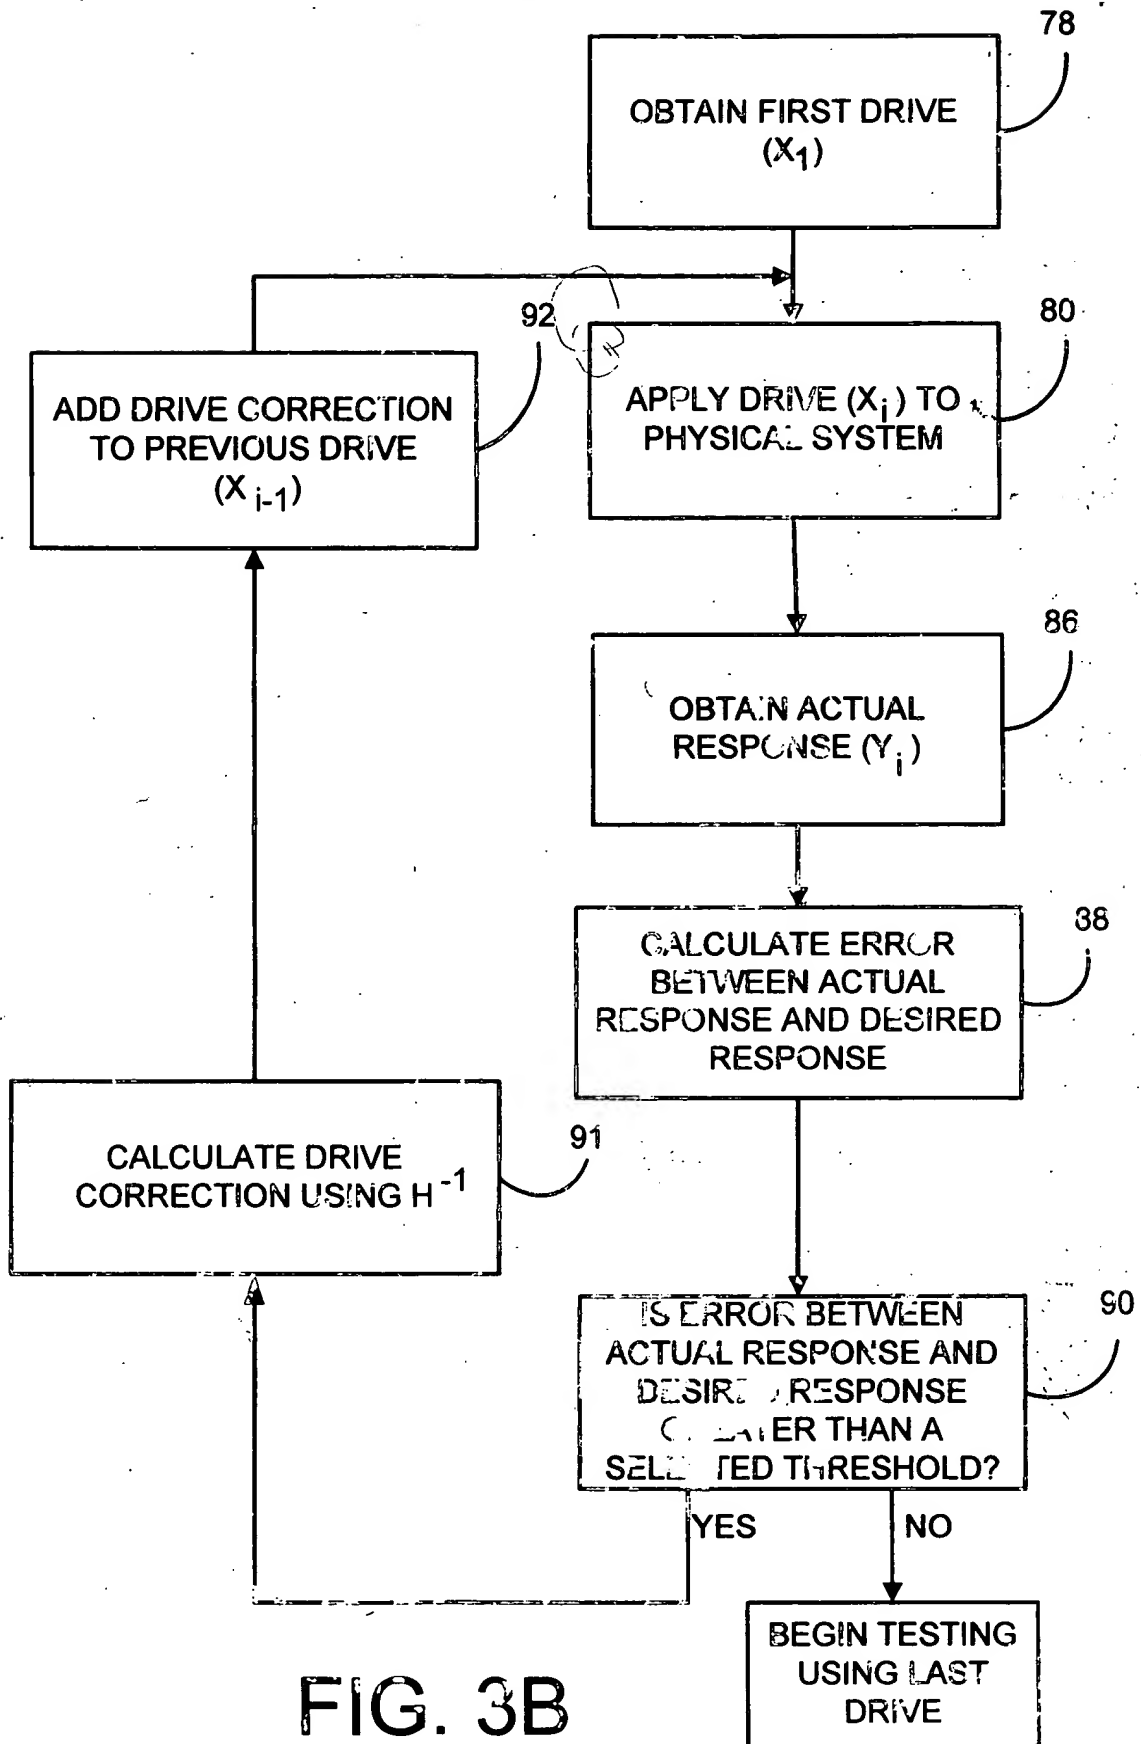 78
OBTAIN FIRST DRIVE
(X1)
92
80
ADD DRIVE CORRECTION
TO PREVIOUS DRIVE
(X i-1)
APPLY DRIVE (Xi) TO
PHYSICAL SYSTEM
86
OBTAIN ACTUAL
RESPONSE (Yi)
38
CALCULATE ERROR
BETWEEN ACTUAL
RESPONSE AND DESIRED
RESPONSE
91
CALCULATE DRIVE
CORRECTION USING H-1
90
IS ERROR BETWEEN
ACTUAL RESPONSE AND
DESIRED RESPONSE
GREATER THAN A
SELECTED THRESHOLD?
YES
NO
BEGIN TESTING
USING LAST
DRIVE
FIG. 3B